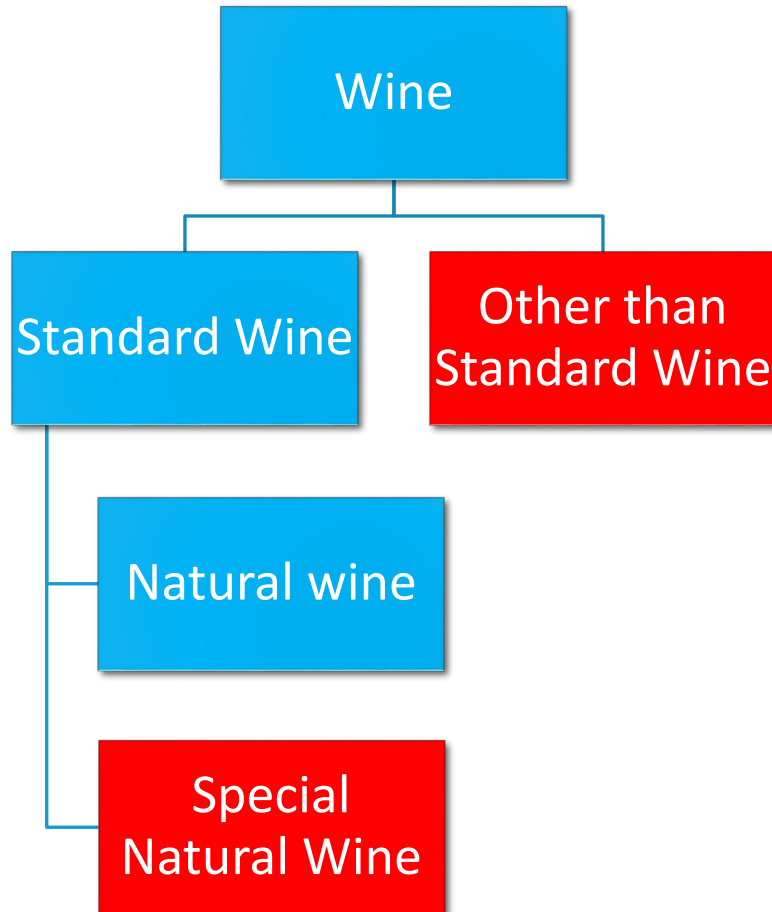 Wine
Standard Wine
Other than
Standard Wine
Natural wine
Special
Natural Wine